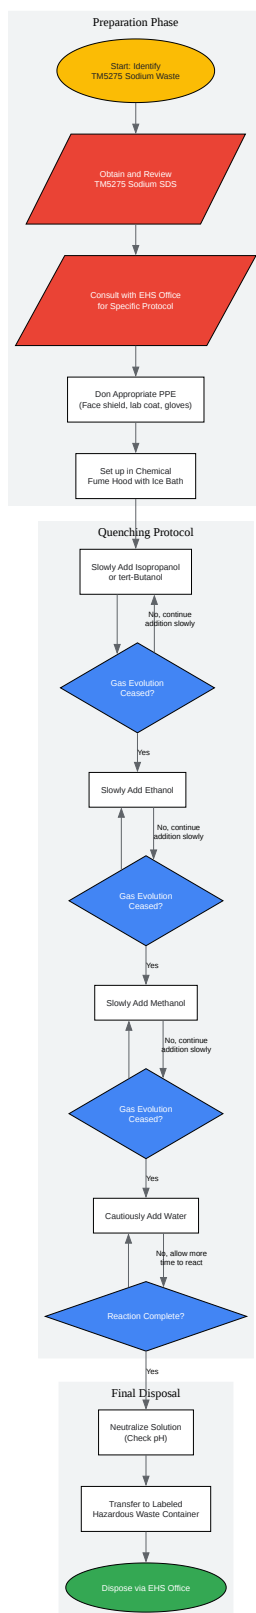 Preparation Phase
Start: Identify
TM5275 Sodium Waste
Obtain and Review
TM5275 Sodium SDS
Consult with EHS Office
for Specific Protocol
Don Appropriate PPE
(Face shield, lab coat, gloves)
Set up in Chemical
Fume Hood with Ice Bath
Quenching Protocol
Slowly Add Isopropanol
or tert-Butanol
No, continue
addition slowly
Gas Evolution
Ceased?
Yes
Slowly Add Ethanol
No, continue
addition slowly
Gas Evolution
Ceased?
Yes
Slowly Add Methanol
No, continue
addition slowly
Gas Evolution
Ceased?
Yes
Cautiously Add Water
No, allow more
time to react
Reaction Complete?
Yes
Final Disposal
Neutralize Solution
(Check pH)
Transfer to Labeled
Hazardous Waste Container
Dispose via EHS Office